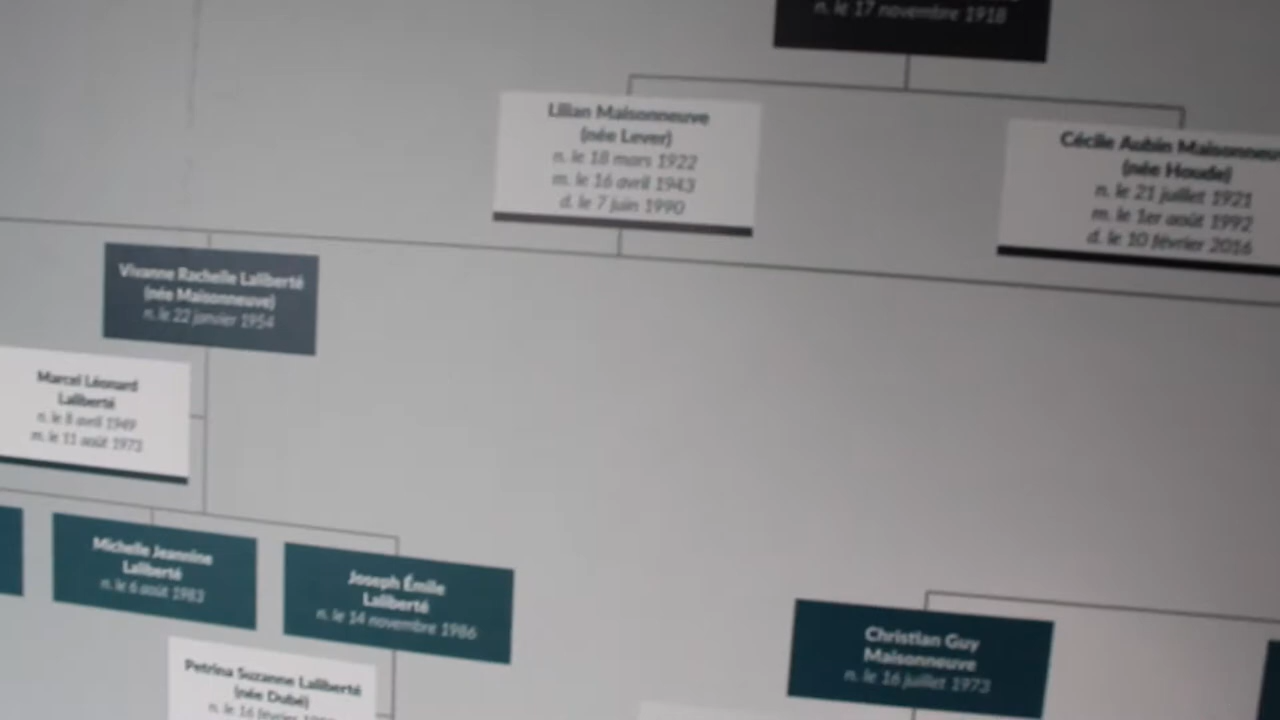 n. le 17 novembre 1918
Lilian Maisonneuve
(née Lever)
n. le 18 mars 1922
m. le 16 avril 1943
d. le 7 juin 1990
Cécile Aubin
(née Houde)
n. le 21 juillet 1921
m. le 1er août 1992
d. le 10 février 2016
Vivanne Rachelle Laliberté
(née Maisonneuve)
n. le 22 janvier 1954
Marcel Léonard
Laliberté
n. le 8 avril 1949
m. le 11 août 1973
Michelle Jeannine
Laliberté
n. le 6 août 1983
Joseph Émile
Laliberté
n. le 14 novembre 1986
Petrina Suzanne Laliberté
(née Dubé)
n. le 16 février
Christian Guy
Maisonneuve
n. le 16 juillet 1973